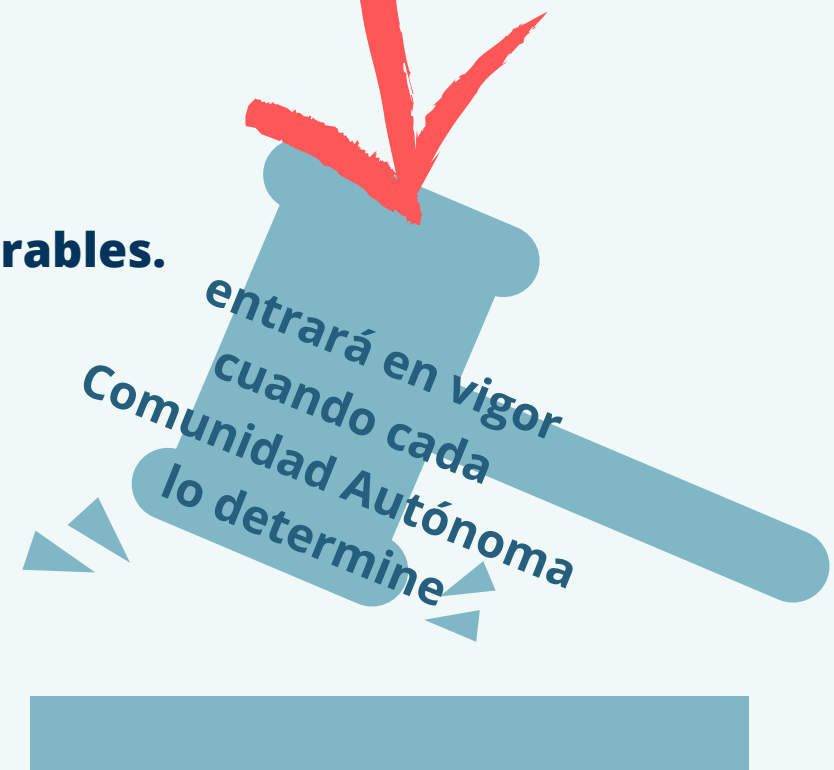 rables.
entrará en vigor
cuando cada
Comunidad Autónoma
lo determine